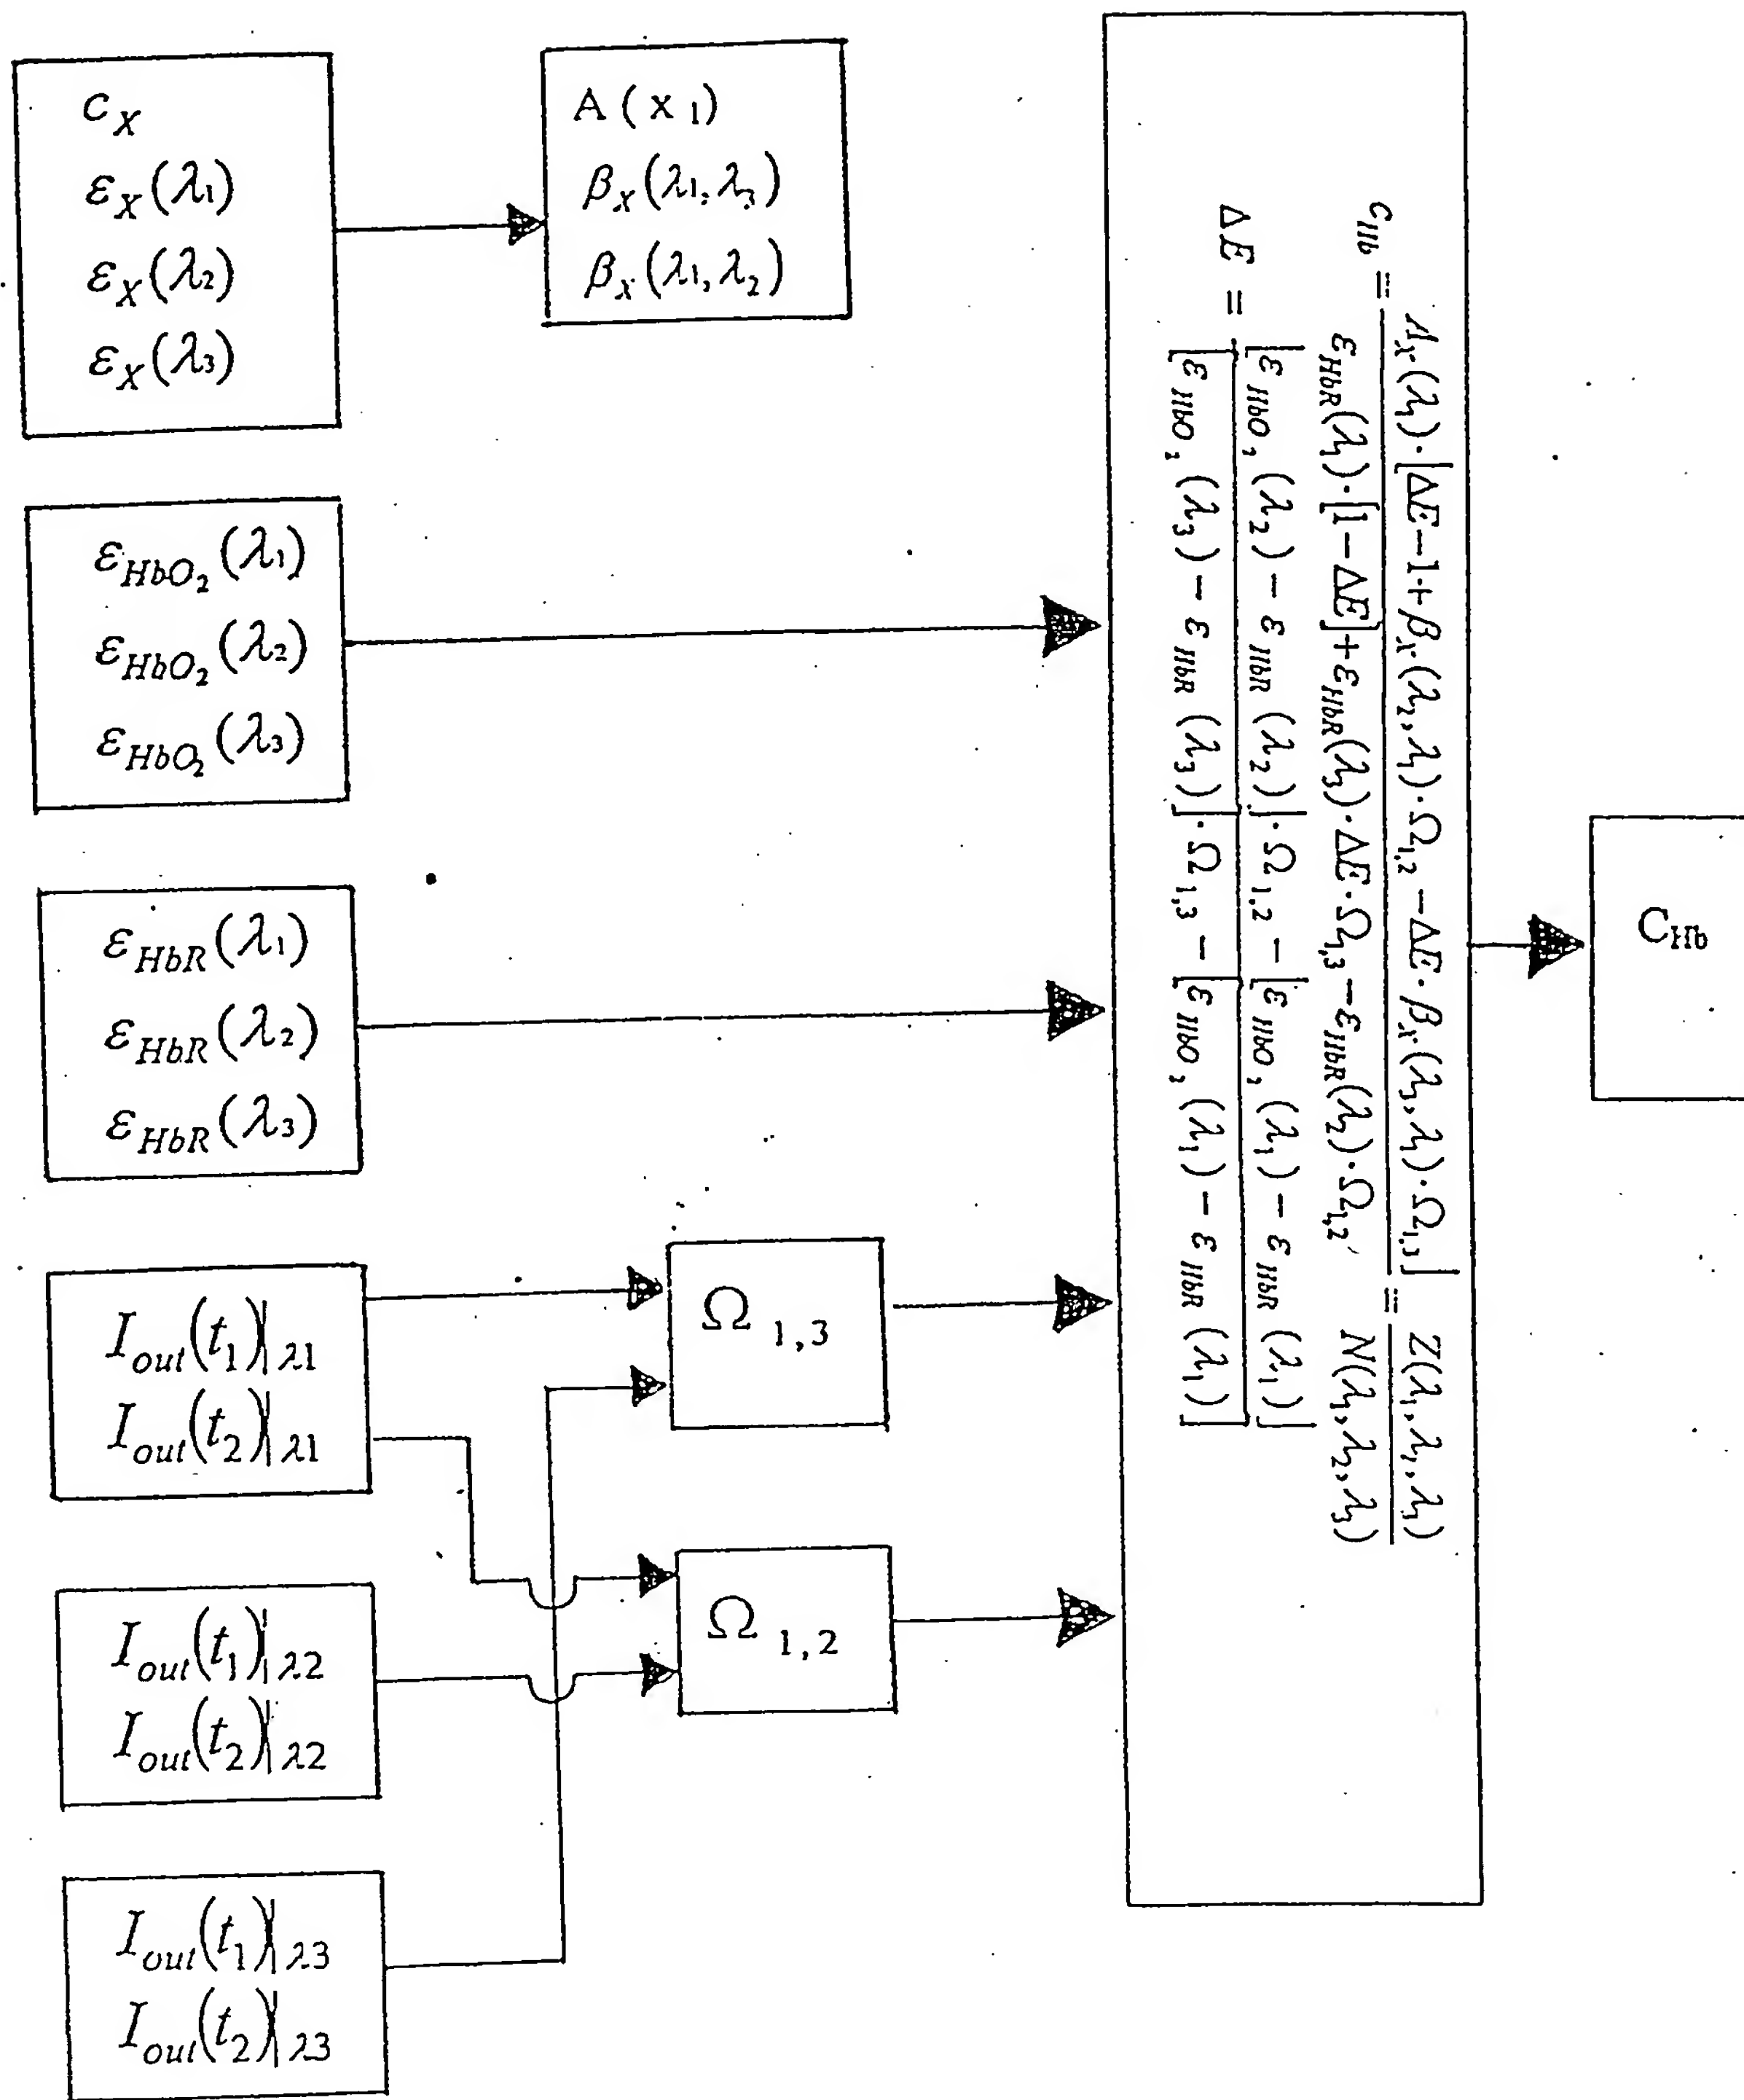 c_X
ε_X(λ₁)
ε_X(λ₂)
ε_X(λ₃)
A(x 1)
β_X(λ₁,λ₃)
β_X(λ₁,λ₂)
ε_HbO₂(λ₁)
ε_HbO₂(λ₂)
ε_HbO₂(λ₃)
ε_HbR(λ₁)
ε_HbR(λ₂)
ε_HbR(λ₃)
I_out(t₁)|λ1
I_out(t₂)|λ1
I_out(t₁)|λ2
I_out(t₂)|λ2
I_out(t₁)|λ3
I_out(t₂)|λ3
Ω 1,3
Ω 1,2
c_Hb = A_X(λ₁)·[ΔE−1+β_X(λ₂,λ₁)·Ω₁,₂−ΔE·β_X(λ₃,λ₁)·Ω₁,₃] / ε_HbR(λ₁)·[1−ΔE]+ε_HbR(λ₃)·ΔE·Ω₁,₃−ε_HbR(λ₂)·Ω₁,₂ = Z(λ₁,λ₁,λ₃) / N(λ₁,λ₂,λ₃)
ΔE = [ε_HbO₂(λ₂)−ε_HbR(λ₂)]·Ω₁,₂−[ε_HbO₂(λ₁)−ε_HbR(λ₁)] / [ε_HbO₂(λ₃)−ε_HbR(λ₃)]·Ω₁,₃−[ε_HbO₂(λ₁)−ε_HbR(λ₁)]
C_Hb